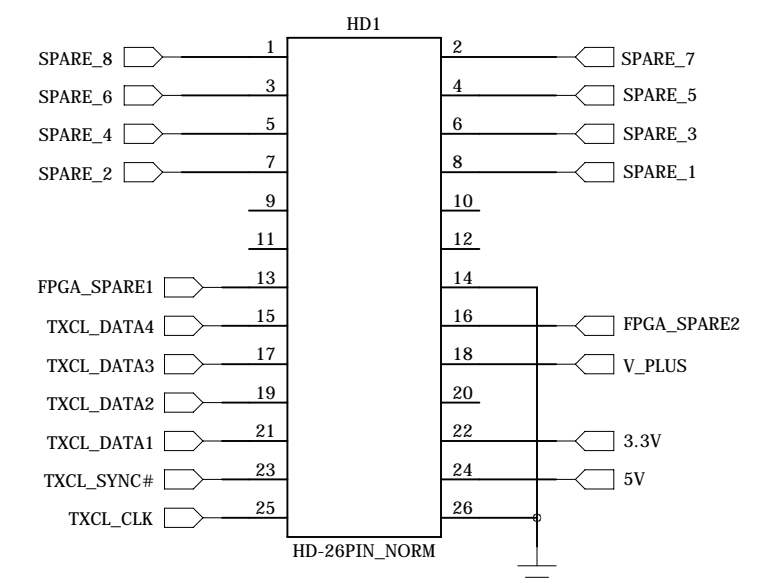 HD1
SPARE_8 1 2 SPARE_7
SPARE_6 3 4 SPARE_5
SPARE_4 5 6 SPARE_3
SPARE_2 7 8 SPARE_1
9 10
11 12
FPGA_SPARE1 13 14
TXCL_DATA4 15 16 FPGA_SPARE2
TXCL_DATA3 17 18 V_PLUS
TXCL_DATA2 19 20
TXCL_DATA1 21 22 3.3V
TXCL_SYNC# 23 24 5V
TXCL_CLK 25 26
HD-26PIN_NORM